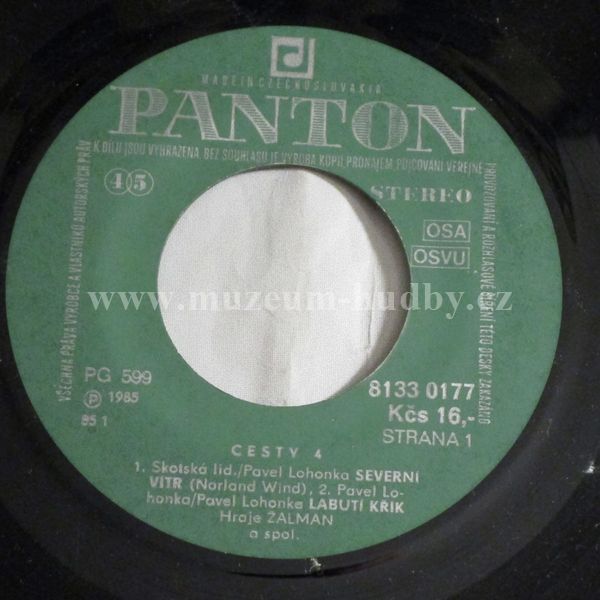 MADE IN CZECHOSLOVAKIA
PANTON
VŠECHNA PRÁVA VÝROBCE A VLASTNÍKŮ AUTORSKÝCH PRÁV K DÍLU JSOU VYHRAZENA. BEZ SOUHLASU JE VÝROBA KOPIÍ, PRONÁJEM, PŮJČOVÁNÍ, VEŘEJNÉ PROVOZOVÁNÍ A ROZHLASOVÉ ŠÍŘENÍ TÉTO DESKY ZAKÁZÁNO
45
STEREO
OSA
OSVU
www.muzeum-hudby.cz
PG 599
8133 0177
℗ 1985
Kčs 16,-
85 1
STRANA 1
CESTY 4
1. Skotská lid./Pavel Lohonka SEVERNÍ
VÍTR (Norland Wind), 2. Pavel Lo-
honka/Pavel Lohonka LABUTÍ KŘIK
Hraje ŽALMAN
a spol.